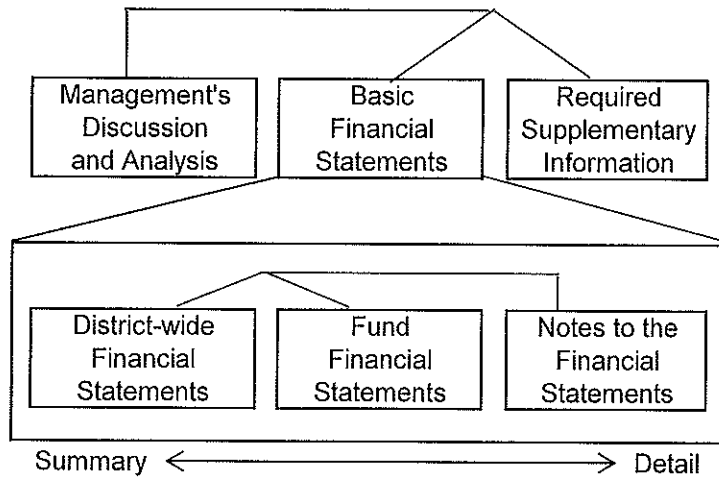 Management's
Discussion
and Analysis
Basic
Financial
Statements
Required
Supplementary
Information
District-wide
Financial
Statements
Fund
Financial
Statements
Notes to the
Financial
Statements
Summary
Detail